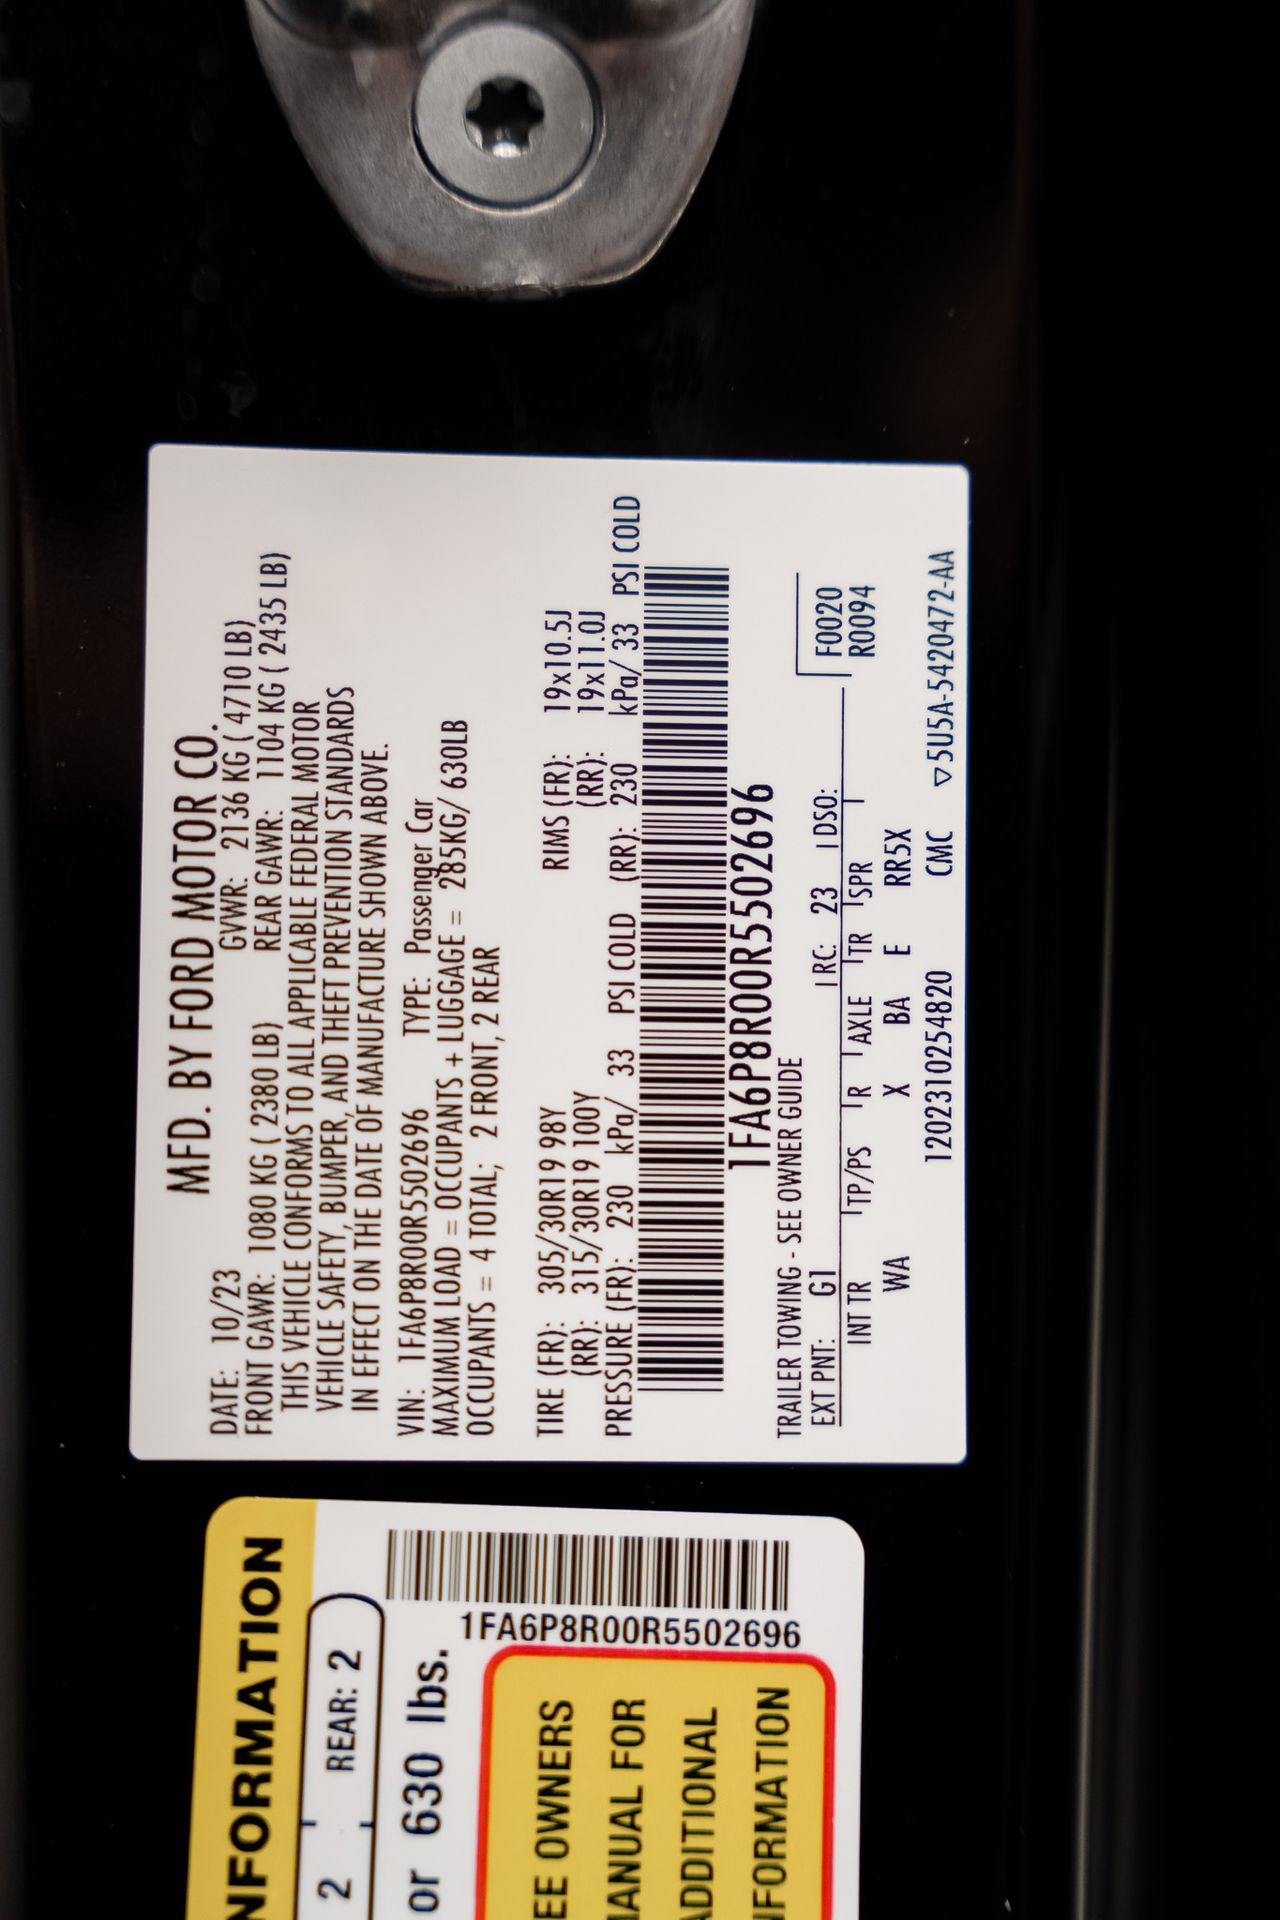 MFD. BY FORD MOTOR CO.
DATE: 10/23 GVWR: 2136 KG ( 4710 LB)
FRONT GAWR: 1080 KG ( 2380 LB) REAR GAWR: 1104 KG ( 2435 LB)
THIS VEHICLE CONFORMS TO ALL APPLICABLE FEDERAL MOTOR
VEHICLE SAFETY, BUMPER, AND THEFT PREVENTION STANDARDS
IN EFFECT ON THE DATE OF MANUFACTURE SHOWN ABOVE.
VIN: 1FA6P8R00R5502696 TYPE: Passenger Car
MAXIMUM LOAD = OCCUPANTS + LUGGAGE = 285KG/ 630LB
OCCUPANTS = 4 TOTAL; 2 FRONT, 2 REAR
TIRE (FR): 305/30R19 98Y RIMS (FR): 19x10.5J
(RR): 315/30R19 100Y (RR): 19x11.0J
PRESSURE (FR): 230 kPa/ 33 PSI COLD (RR): 230 kPa/ 33 PSI COLD
1FA6P8R00R5502696
TRAILER TOWING - SEE OWNER GUIDE
EXT PNT: G1 RC: 23 DSO: F0020
INT TR TP/PS R AXLE TR SPR R0094
WA X BA E RR5X
1202310254820 CMC ▽5U5A-5420472-AA
NFORMATION
2 REAR: 2
or 630 lbs.
1FA6P8R00R5502696
EE OWNERS
ANUAL FOR
ADDITIONAL
NFORMATION